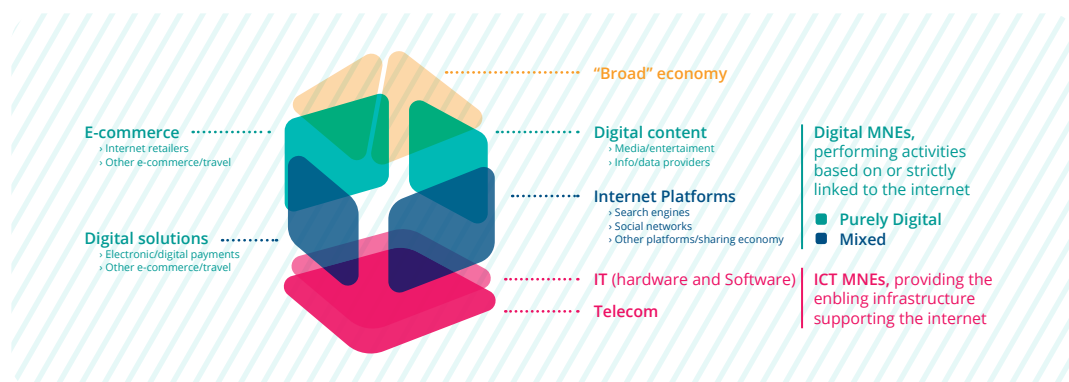 "Broad" economy
E-commerce
› Internet retailers
› Other e-commerce/travel
Digital content
› Media/entertaiment
› Info/data providers
Digital MNEs,
performing activities
based on or strictly
linked to the internet
Purely Digital
Mixed
Internet Platforms
› Search engines
› Social networks
› Other platforms/sharing economy
Digital solutions
› Electronic/digital payments
› Other e-commerce/travel
IT (hardware and Software)
Telecom
ICT MNEs, providing the
enbling infrastructure
supporting the internet